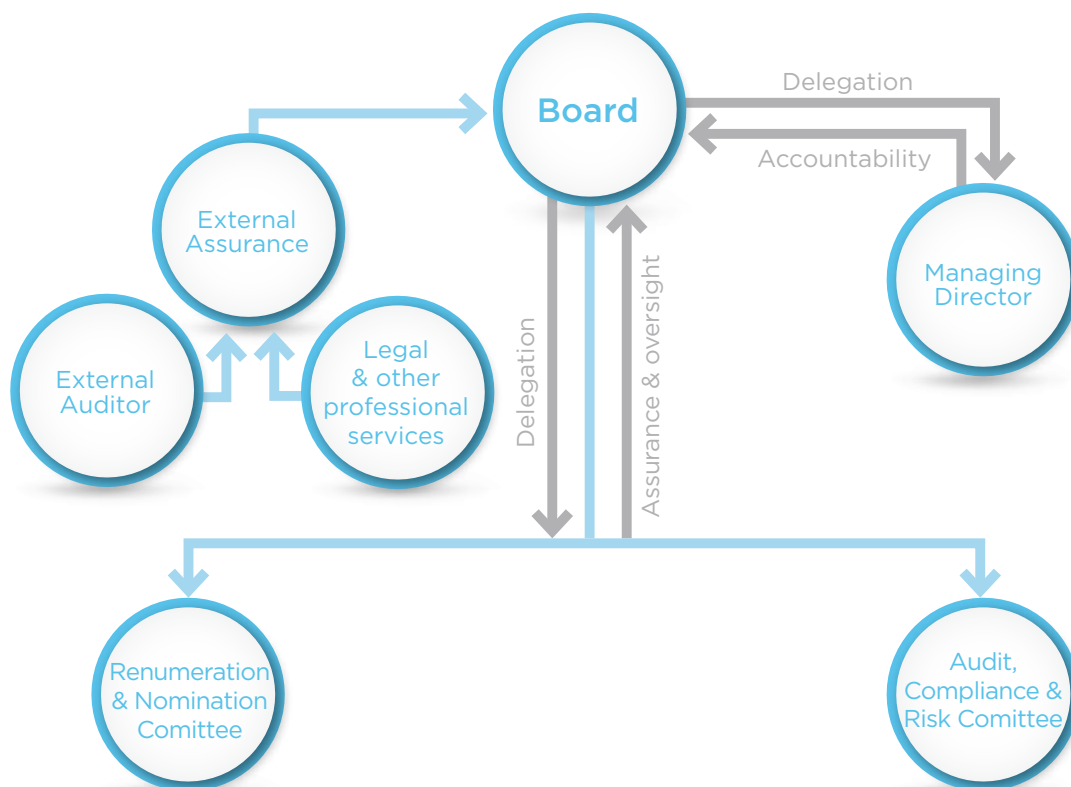 Board
Delegation
Accountability
External
Assurance
Managing
Director
External
Auditor
Legal
& other
professional
services
Delegation
Assurance & oversight
Renumeration
& Nomination
Comittee
Audit,
Compliance &
Risk Comittee